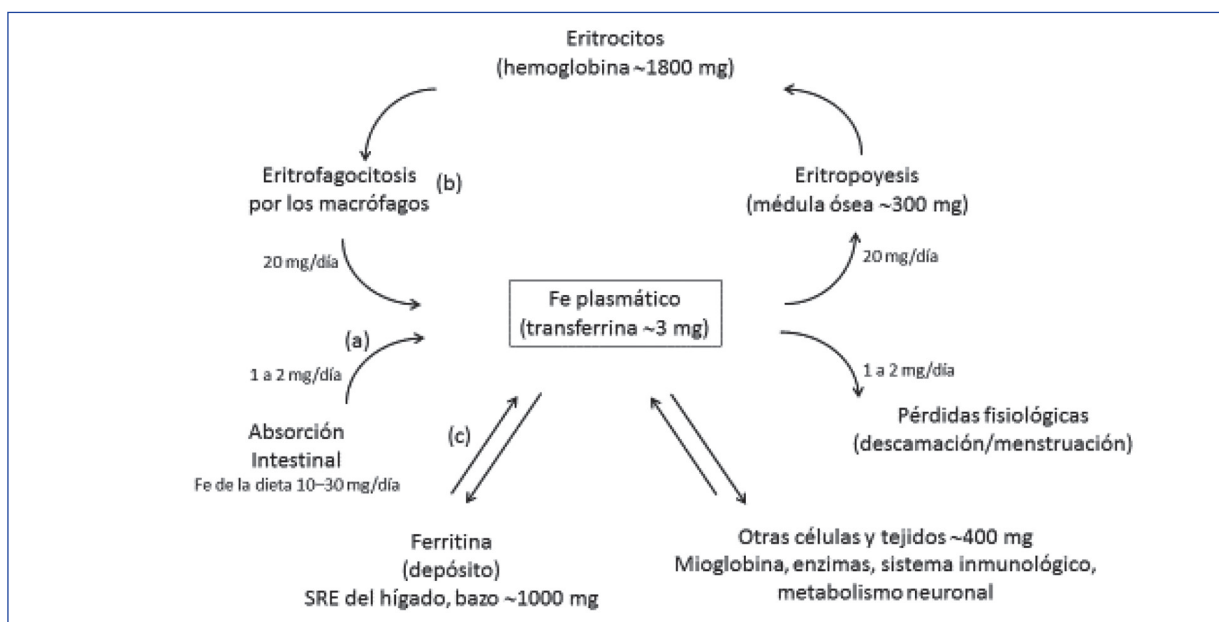 Eritrocitos
(hemoglobina ~1800 mg)
Eritrofagocitosis
por los macrófagos
(b)
Eritropoyesis
(médula ósea ~300 mg)
20 mg/día
20 mg/día
Fe plasmático
(transferrina ~3 mg)
(a)
1 a 2 mg/día
1 a 2 mg/día
Absorción
Intestinal
Fe de la dieta 10–30 mg/día
(c)
Pérdidas fisiológicas
(descamación/menstruación)
Ferritina
(depósito)
SRE del hígado, bazo ~1000 mg
Otras células y tejidos ~400 mg
Mioglobina, enzimas, sistema inmunológico,
metabolismo neuronal